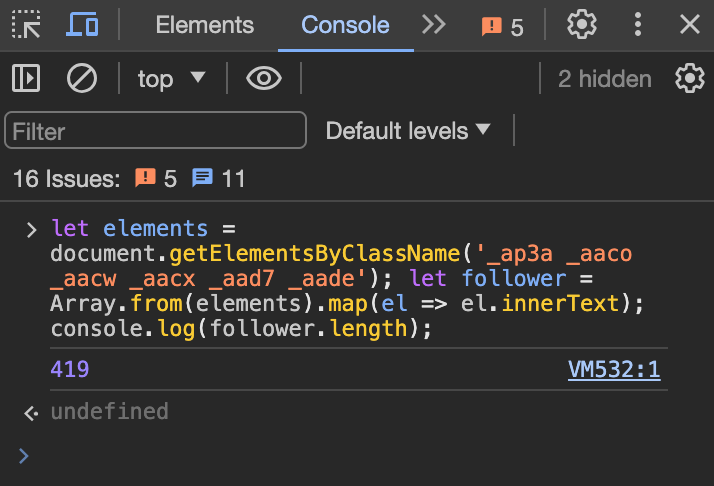 Elements Console 5
top 2 hidden
Filter Default levels
16 Issues: 5 11
let elements =
document.getElementsByClassName('_ap3a _aaco
_aacw _aacx _aad7 _aade'); let follower =
Array.from(elements).map(el => el.innerText);
console.log(follower.length);
419 VM532:1
undefined